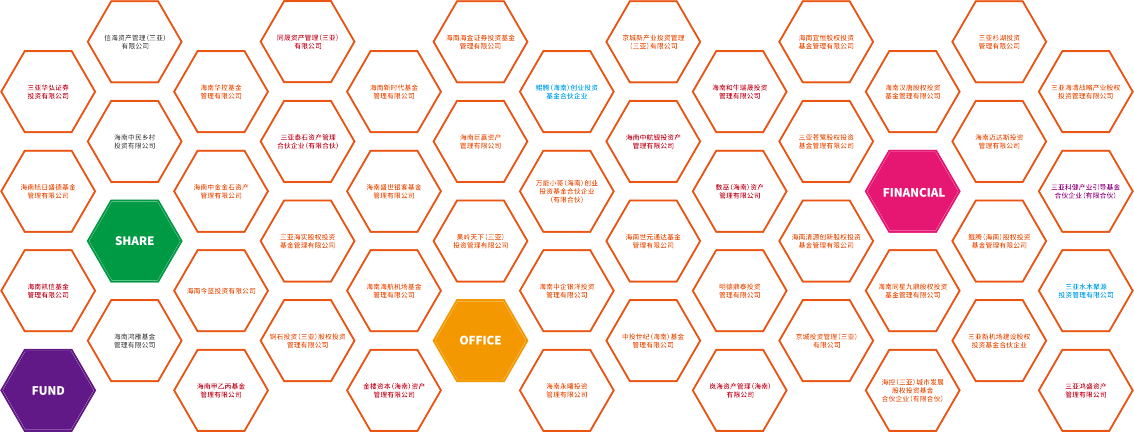 信海资产管理(三亚)
有限公司
同晟资产管理(三亚)
有限公司
海南海金证券投资基金
管理有限公司
京城新产业投资管理
(三亚)有限公司
海南宜恒股权投资
基金管理有限公司
三亚杉湖投资
管理有限公司
三亚华弘证券
投资有限公司
海南华控基金
管理有限公司
海南新时代基金
管理有限公司
鲲腾(海南)创业投资
基金合伙企业
海南和牛瑞晟投资
管理有限公司
海南汉唐股权投资
基金管理有限公司
三亚海清战略产业股权
投资管理有限公司
海南中民乡村
投资有限公司
三亚泰石资产管理
合伙企业(有限合伙)
海南巨赢资产
管理有限公司
海南中航银投资产
管理有限公司
三亚苍鹭股权投资
基金管理有限公司
海南迈达斯投资
管理有限公司
海南旭日盛德基金
管理有限公司
海南中金金石资产
管理有限公司
海南盛世银富基金
管理有限公司
万能小哥(海南)创业
投资基金合伙企业
(有限合伙)
数巫(海南)资产
管理有限公司
FINANCIAL
三亚科健产业引导基金
合伙企业(有限合伙)
SHARE
三亚海实股权投资
基金管理有限公司
果岭天下(三亚)
投资管理有限公司
海南世元通达基金
管理有限公司
海南清源创新股权投资
基金管理有限公司
鲲腾(海南)股权投资
基金管理有限公司
海南凯信基金
管理有限公司
海南今蓝投资有限公司
海南海航机场基金
管理有限公司
海南中企银洋投资
管理有限公司
明德鼎泰投资
管理有限公司
海南润星九鼎股权投资
基金管理有限公司
三亚水木聚源
投资管理有限公司
海南鸿雁基金
管理有限公司
钢石投资(三亚)股权投资
管理有限公司
OFFICE
中投世纪(海南)基金
管理有限公司
京城投资管理(三亚)
有限公司
三亚新机场建设股权
投资基金合伙企业
FUND
海南甲乙丙基金
管理有限公司
金楼资本(海南)资产
管理有限公司
海南永曦投资
管理有限公司
岚海资产管理(海南)
有限公司
海控(三亚)城市发展
股权投资基金
合伙企业(有限合伙)
三亚鸿盛资产
管理有限公司